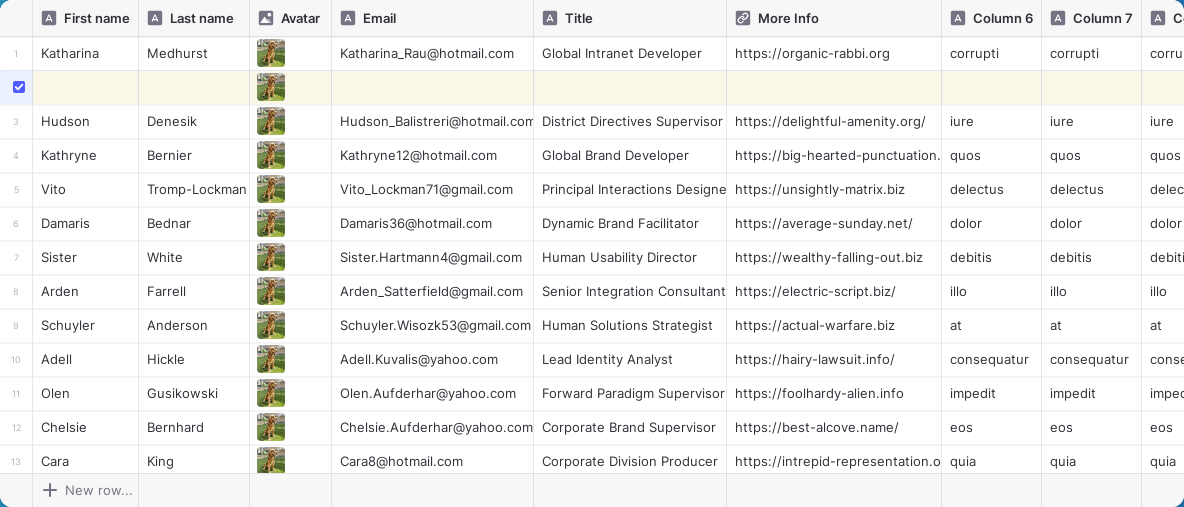 First name Last name Avatar Email Title More Info Column 6 Column 7
1 Katharina Medhurst Katharina_Rau@hotmail.com Global Intranet Developer https://organic-rabbi.org corrupti corrupti corru
3 Hudson Denesik Hudson_Balistreri@hotmail.com District Directives Supervisor https://delightful-amenity.org/ iure iure iure
4 Kathryne Bernier Kathryne12@hotmail.com Global Brand Developer https://big-hearted-punctuation. quos quos quos
5 Vito Tromp-Lockman Vito_Lockman71@gmail.com Principal Interactions Designe https://unsightly-matrix.biz delectus delectus delec
6 Damaris Bednar Damaris36@hotmail.com Dynamic Brand Facilitator https://average-sunday.net/ dolor dolor dolor
7 Sister White Sister.Hartmann4@gmail.com Human Usability Director https://wealthy-falling-out.biz debitis debitis debiti
8 Arden Farrell Arden_Satterfield@gmail.com Senior Integration Consultant https://electric-script.biz/ illo illo illo
9 Schuyler Anderson Schuyler.Wisozk53@gmail.com Human Solutions Strategist https://actual-warfare.biz at at at
10 Adell Hickle Adell.Kuvalis@yahoo.com Lead Identity Analyst https://hairy-lawsuit.info/ consequatur consequatur conse
11 Olen Gusikowski Olen.Aufderhar@yahoo.com Forward Paradigm Supervisor https://foolhardy-alien.info impedit impedit imped
12 Chelsie Bernhard Chelsie.Aufderhar@yahoo.com Corporate Brand Supervisor https://best-alcove.name/ eos eos eos
13 Cara King Cara8@hotmail.com Corporate Division Producer https://intrepid-representation.o quia quia quia
New row...